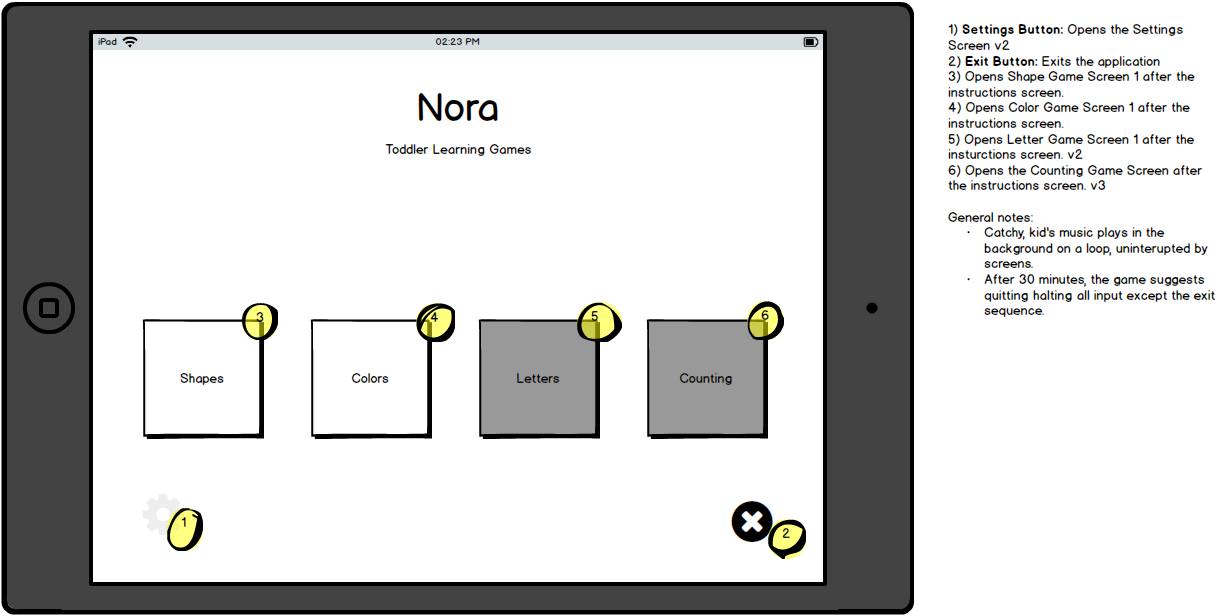 iPad
02:23 PM
Nora
Toddler Learning Games
3
4
5
6
Shapes
Colors
Letters
Counting
1
2
1) Settings Button: Opens the Settings
Screen v2
2) Exit Button: Exits the application
3) Opens Shape Game Screen 1 after the
instructions screen.
4) Opens Color Game Screen 1 after the
instructions screen.
5) Opens Letter Game Screen 1 after the
insturctions screen. v2
6) Opens the Counting Game Screen after
the instructions screen. v3
General notes:
· Catchy, kid's music plays in the
background on a loop, uninterupted by
screens.
· After 30 minutes, the game suggests
quitting halting all input except the exit
sequence.